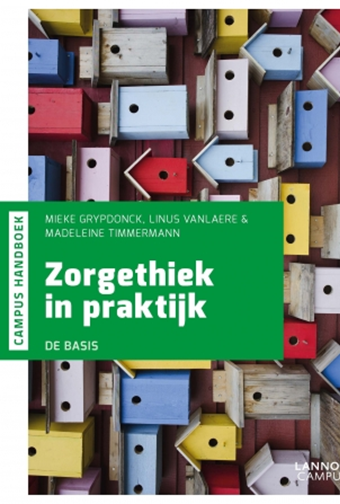 CAMPUS HANDBOEK
MIEKE GRYPDONCK, LINUS VANLAERE &
MADELEINE TIMMERMANN
Zorgethiek
in praktijk
DE BASIS
LANNOO
CAMPUS